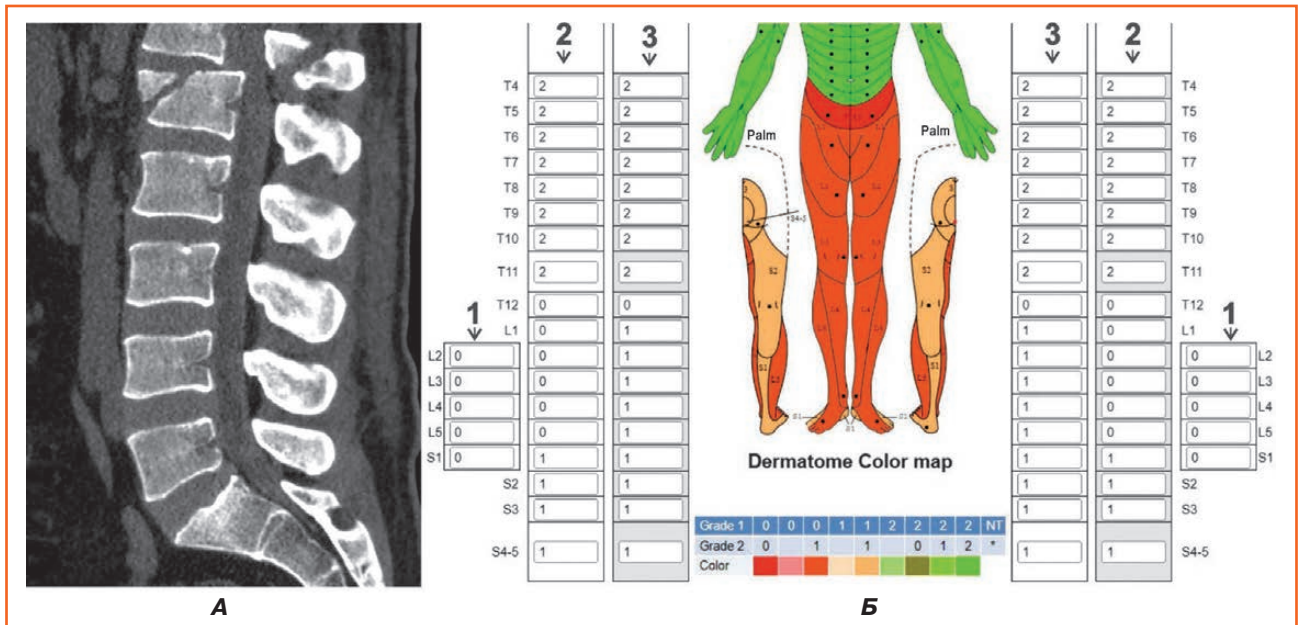 2 3 3 2
T4 2 2 2 2 T4
T5 2 2 2 2 T5
T6 2 2 Palm Palm 2 2 T6
T7 2 2 2 2 T7
T8 2 2 2 2 T8
T9 2 2 S4-5 2 2 T9
T10 2 2 2 2 T10
T11 2 2 S2 S2 2 2 T11
1 T12 0 0 0 0 T12 1
L1 0 1 1 0 L1
L2 0 0 1 1 0 0 L2
L3 0 0 1 1 0 0 L3
L4 0 0 1 1 0 0 L4
L5 0 0 1 1 0 0 L5
S1 0 1 1 1 1 0 S1
Dermatome Color map
S2 1 1 1 1 S2
S3 1 1 1 1 S3
Grade 1 0 0 0 1 1 2 2 2 2 NT
Grade 2 0 1 1 0 1 2 *
S4-5 1 1 1 1 S4-5
Color
А Б